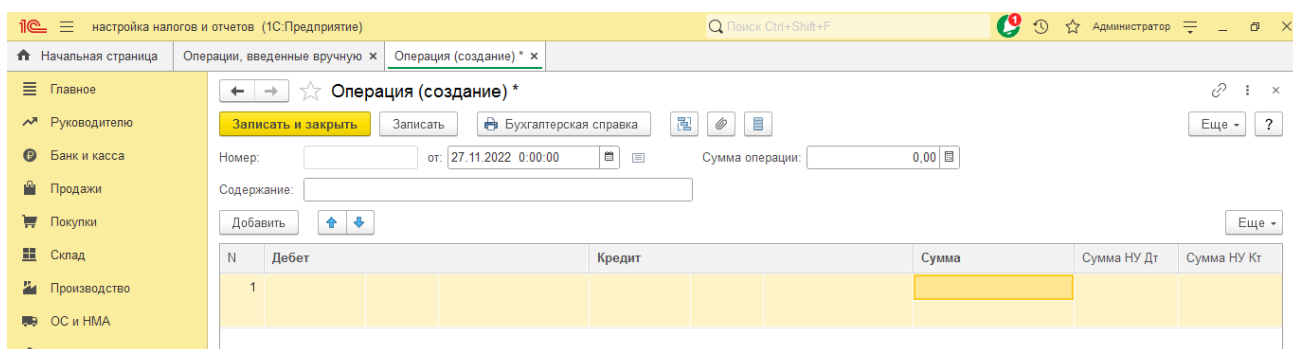 1С настройка налогов и отчетов (1С:Предприятие) Поиск Ctrl+Shift+F 9 Администратор
Начальная страница Операции, введенные вручную × Операция (создание) * ×
Главное
Операция (создание) *
Руководителю
Записать и закрыть Записать Бухгалтерская справка Еще ?
Банк и касса
Номер: от: 27.11.2022 0:00:00 Сумма операции: 0,00
Продажи
Содержание:
Покупки
Добавить Еще
Склад
N Дебет Кредит Сумма Сумма НУ Дт Сумма НУ Кт
Производство
1
ОС и НМА